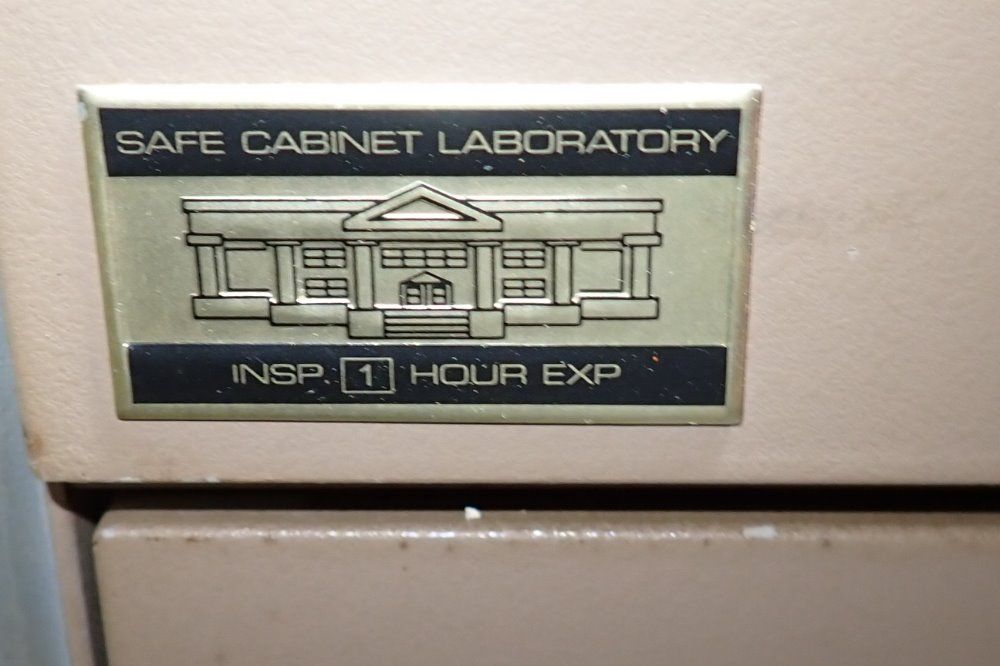 SAFE CABINET LABORATORY
INSP. 1 HOUR EXP